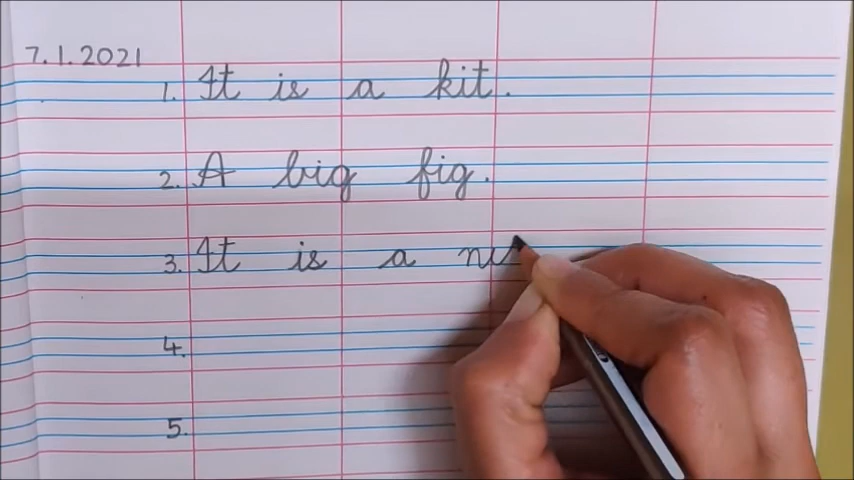 7.1.2021
1. It is a kit.
2. A big fig.
3. It is a
4.
5.